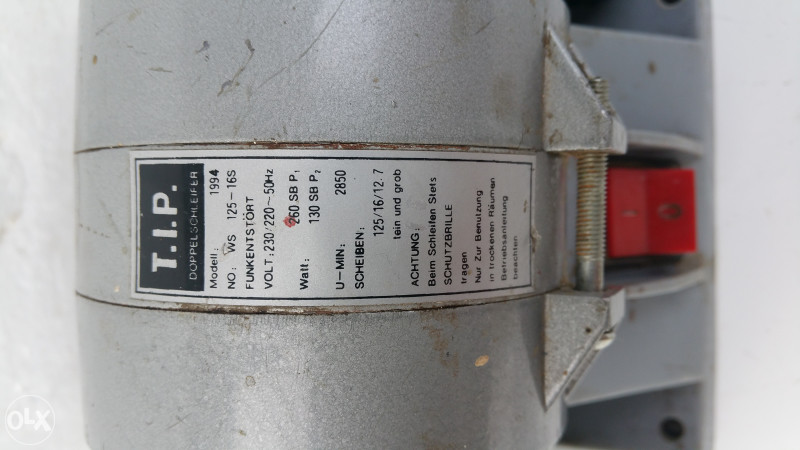 T.I.P.
DOPPELSCHLEIFER
Modell: 1994
NO: WS 125-16S
FUNKENTSTÖRT
VOLT: 230/220~50Hz
Watt: 260 SB P1
130 SB P2
U-MIN: 2850
SCHEIBEN:
125/16/12.7
tein und grob
ACHTUNG:
Beim Schleifen Stets
SCHUTZBRILLE
tragen
Nur Zur Benutzung
in trockenen Räumen
Betriebsanleitung
beachten
I O
OLX